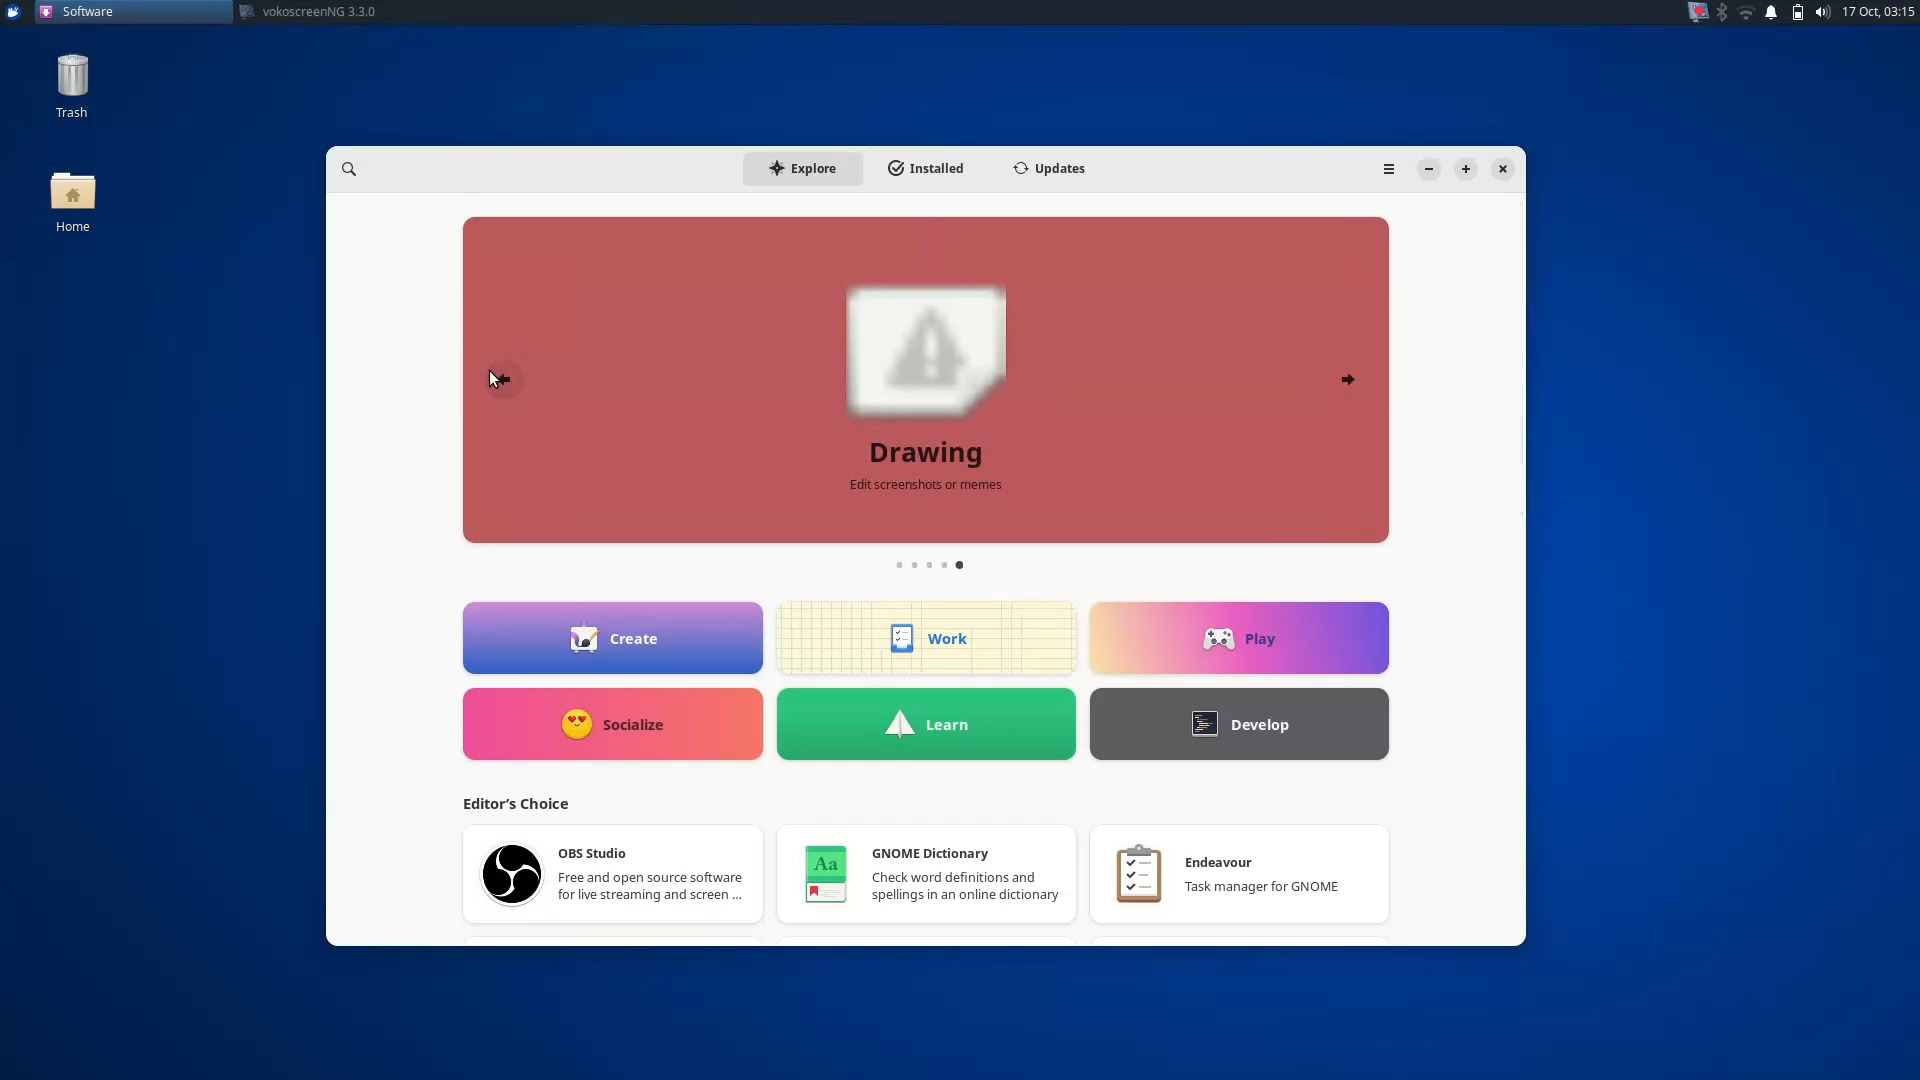 Software
vokoscreenNG 3.3.0
17 Oct, 03:15
Trash
Home
Explore
Installed
Updates
Drawing
Edit screenshots or memes
Create
Work
Play
Socialize
Learn
Develop
Editor’s Choice
OBS Studio
Free and open source software
for live streaming and screen ...
GNOME Dictionary
Check word definitions and
spellings in an online dictionary
Endeavour
Task manager for GNOME
Aa